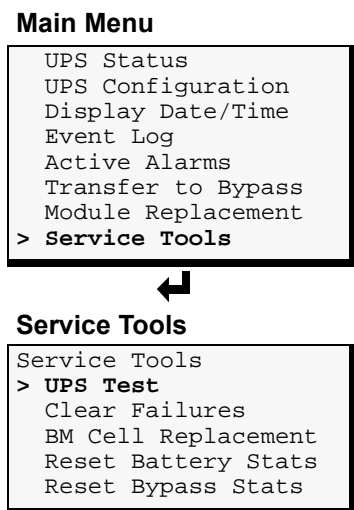 Main Menu
UPS Status
UPS Configuration
Display Date/Time
Event Log
Active Alarms
Transfer to Bypass
Module Replacement
> Service Tools
Service Tools
Service Tools
> UPS Test
Clear Failures
BM Cell Replacement
Reset Battery Stats
Reset Bypass Stats